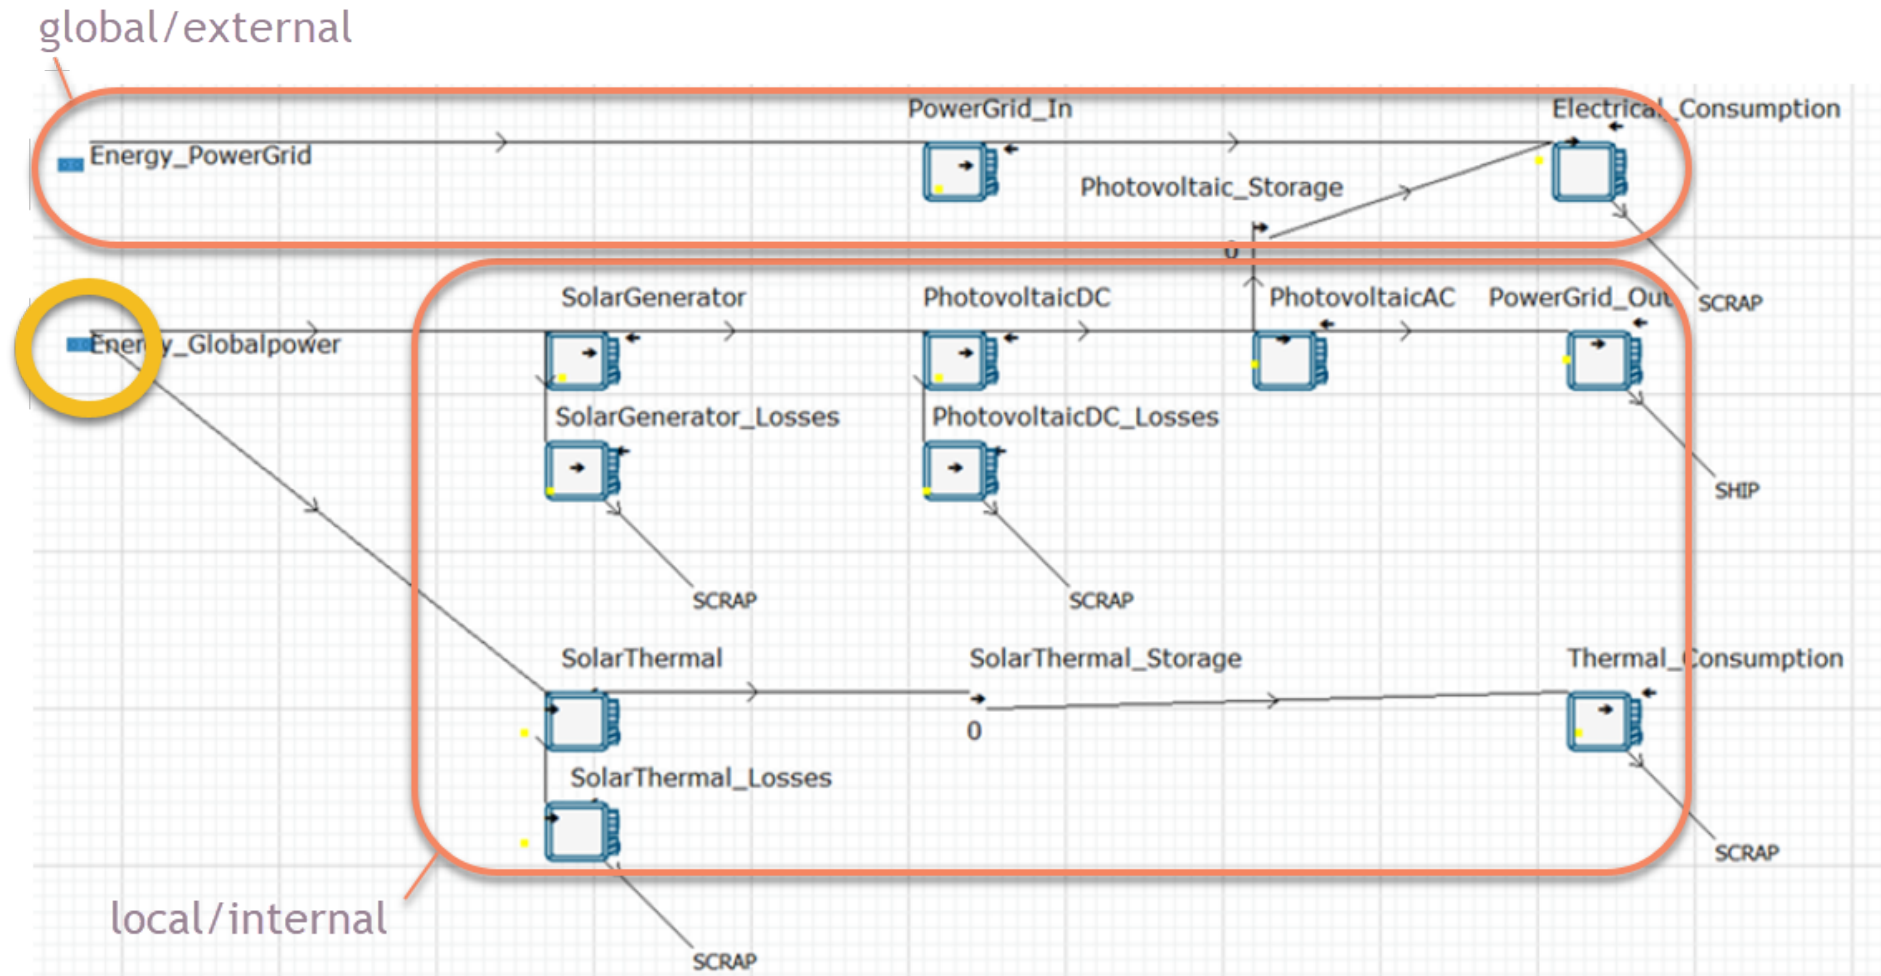 global/external
PowerGrid_In
Electrical_Consumption
Energy_PowerGrid
Photovoltaic_Storage
0
SolarGenerator
PhotovoltaicDC
PhotovoltaicAC
PowerGrid_Out
SCRAP
Energy_Globalpower
SolarGenerator_Losses
PhotovoltaicDC_Losses
SHIP
SCRAP
SCRAP
SolarThermal
SolarThermal_Storage
Thermal_Consumption
0
SolarThermal_Losses
SCRAP
local/internal
SCRAP